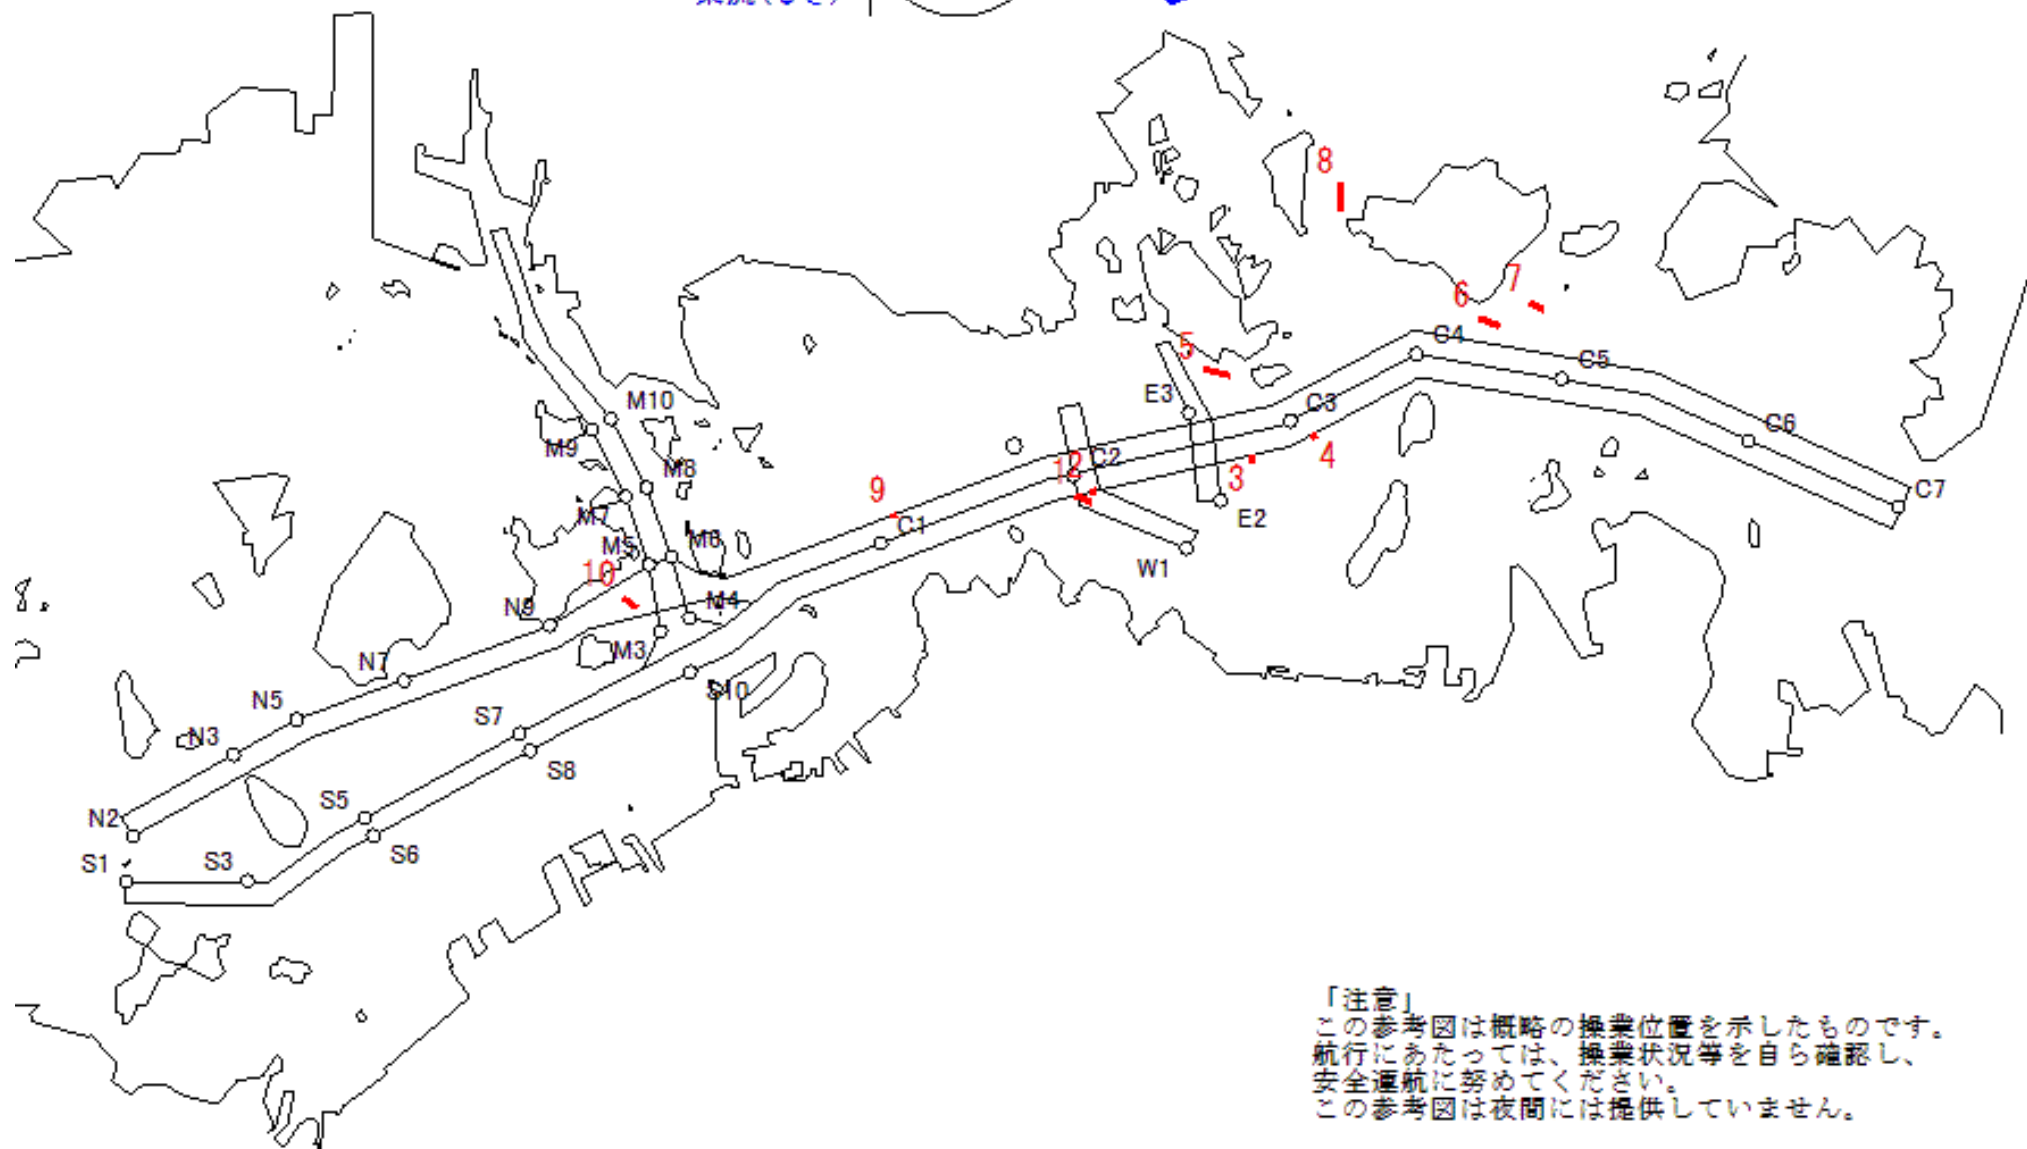 8
7
6
C4
5
C5
E3
M10
C3
C6
M9
4
M8
C2
12
3
C7
9
E2
M7
C1
M6
M5
W1
10
N9
M4
M3
N7
S10
N5
S7
N3
S8
S5
N2
S6
S1
S3
「注意」
この参考図は概略の操業位置を示したものです。
航行にあたっては、操業状況等を自ら確認し、
安全運航に努めてください。
この参考図は夜間には提供していません。